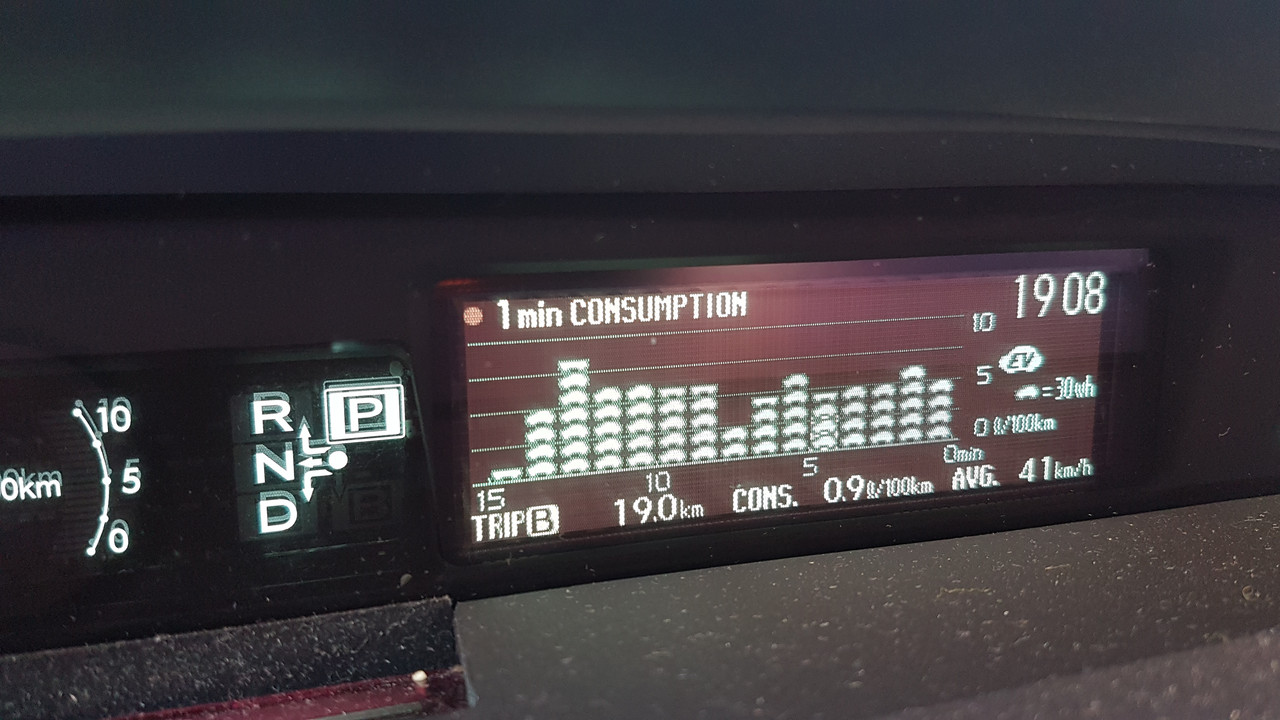 1 min CONSUMPTION
1908
10
5
0 ℓ/100km
EV
=30wh
15
10
5
0min
TRIP B 19.0km CONS. 0.9ℓ/100km AVG. 41km/h
10
5
0
0km
R
P
N
D
B